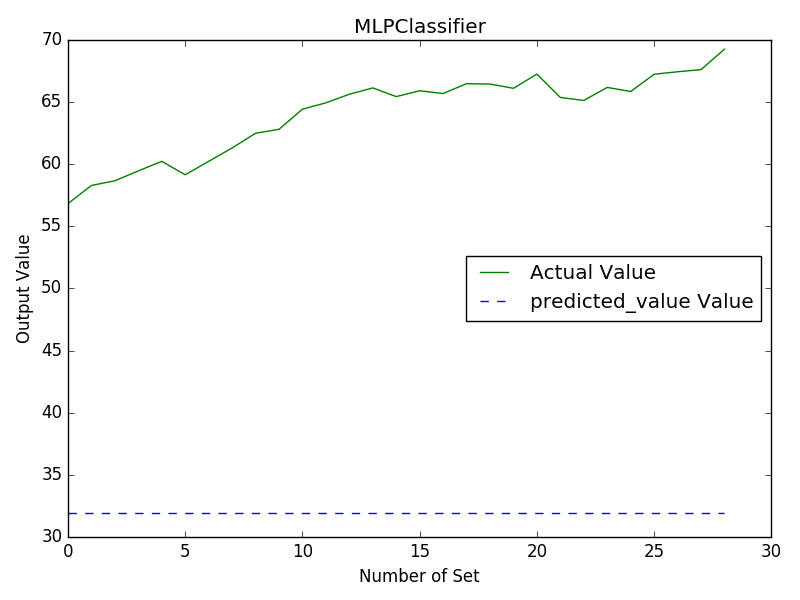 MLPClassifier
70
65
60
55
50
45
40
35
30
Output Value
Actual Value
predicted_value Value
0 5 10 15 20 25 30
Number of Set